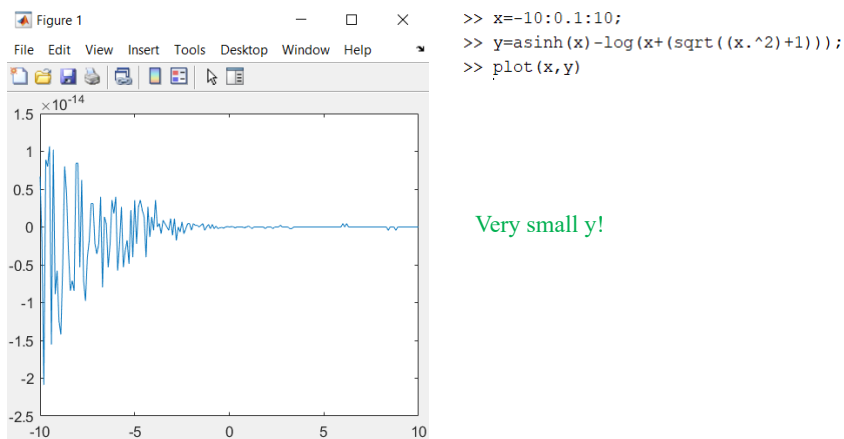 Figure 1
File Edit View Insert Tools Desktop Window Help
×10^-14
1.5
1
0.5
0
-0.5
-1
-1.5
-2
-2.5
-10 -5 0 5 10
>> x=-10:0.1:10;
>> y=asinh(x)-log(x+(sqrt((x.^2)+1)));
>> plot(x,y)
Very small y!